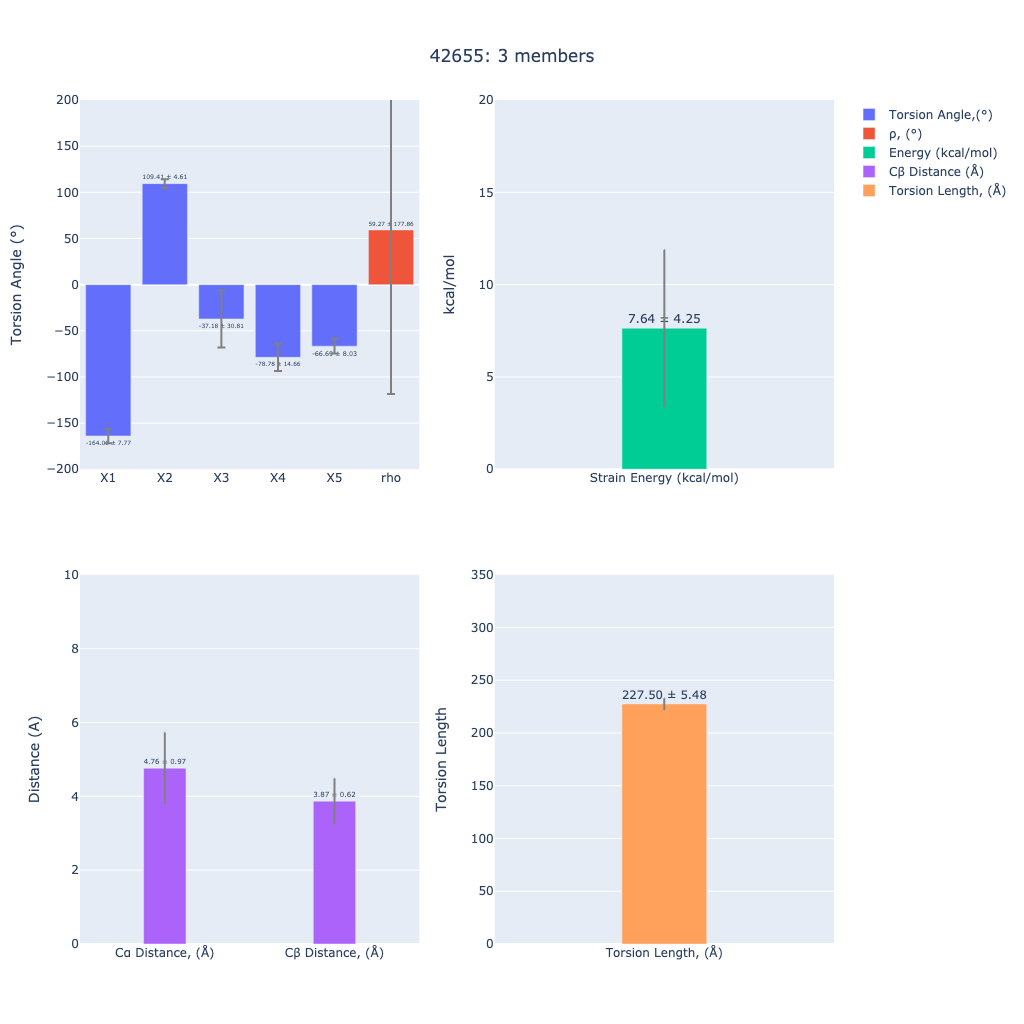 42655: 3 members
Torsion Angle (°)
200
150
100
50
0
−50
−100
−150
−200
109.41 ± 4.61
59.27 ± 177.86
-37.18 ± 30.81
-78.78 ± 14.66
± 8.03
± 7.77
X1 X2 X3 X4 X5 rho
kcal/mol
20
15
10
5
0
7.64 ± 4.25
Strain Energy (kcal/mol)
Torsion Angle,(°)
ρ, (°)
Energy (kcal/mol)
Cβ Distance (Å)
Torsion Length, (Å)
Distance (A)
10
8
6
4
2
0
4.76 ± 0.97
3.87 ± 0.62
Cα Distance, (Å) Cβ Distance, (Å)
Torsion Length
350
300
250
200
150
100
50
0
227.50 ± 5.48
Torsion Length, (Å)